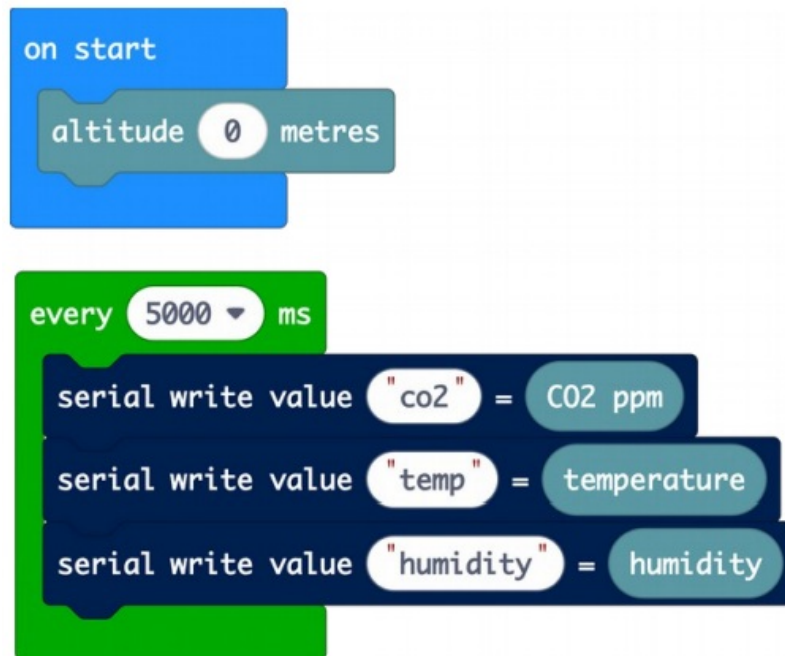 on start
altitude 0 metres
every 5000 ms
serial write value "co2" = CO2 ppm
serial write value "temp" = temperature
serial write value "humidity" = humidity